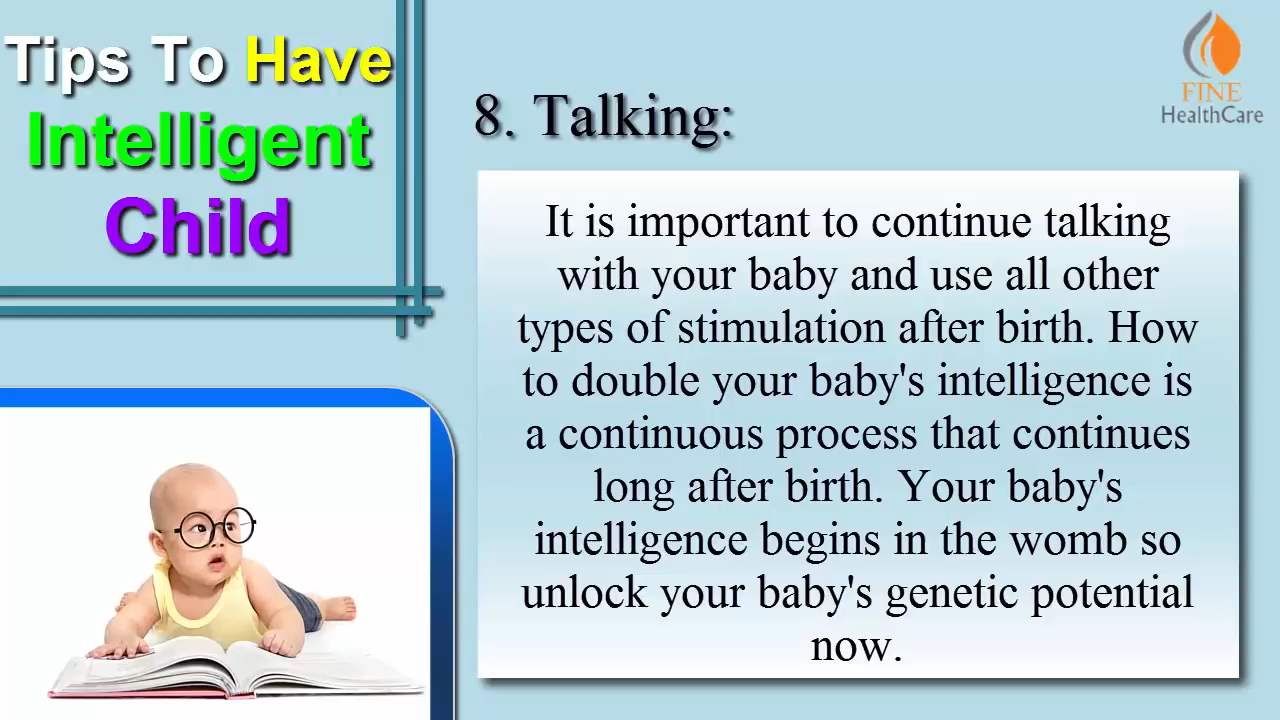 Tips To Have
Intelligent
Child
FINE
HealthCare
8. Talking:
It is important to continue talking
with your baby and use all other
types of stimulation after birth. How
to double your baby's intelligence is
a continuous process that continues
long after birth. Your baby's
intelligence begins in the womb so
unlock your baby's genetic potential
now.